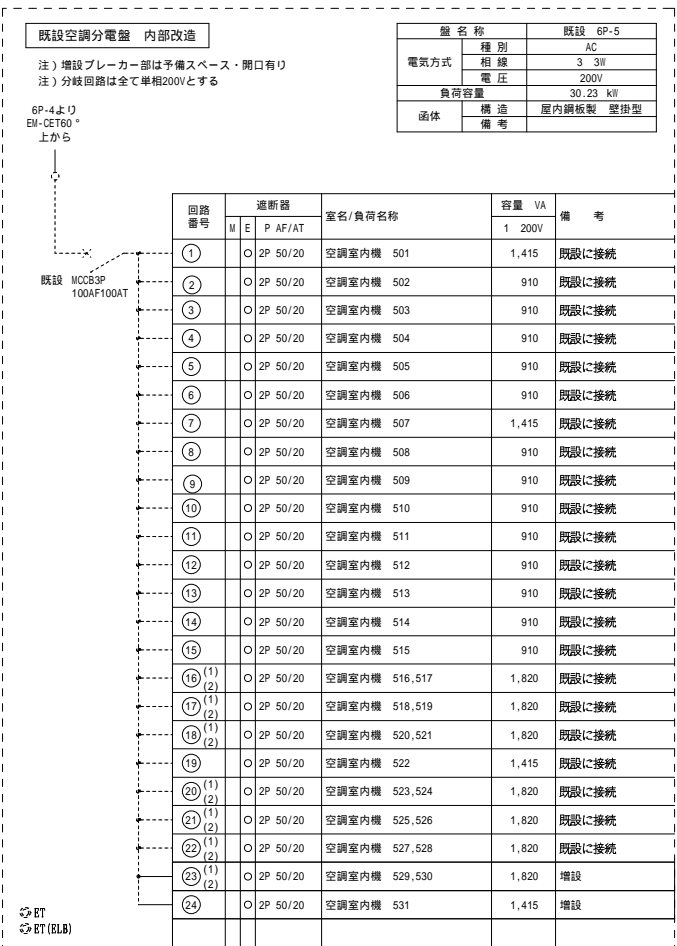 既設空調分電盤 内部改造
注）増設ブレーカー部は予備スペース・開口有り
注）分岐回路は全て単相200Vとする
盤 名 称 既設 6P-5
電気方式 種 別 AC
相 線 3 3W
電 圧 200V
負荷容量 30.23 kW
函体 構 造 屋内鋼板製 壁掛型
備 考
6P-4より
EM-CET60°
上から
既設 MCCB3P
100AF100AT
回路番号 遮断器 室名/負荷名称 容量 VA 備 考
M E P AF/AT 1 200V
1 O 2P 50/20 空調室内機 501 1,415 既設に接続
2 O 2P 50/20 空調室内機 502 910 既設に接続
3 O 2P 50/20 空調室内機 503 910 既設に接続
4 O 2P 50/20 空調室内機 504 910 既設に接続
5 O 2P 50/20 空調室内機 505 910 既設に接続
6 O 2P 50/20 空調室内機 506 910 既設に接続
7 O 2P 50/20 空調室内機 507 1,415 既設に接続
8 O 2P 50/20 空調室内機 508 910 既設に接続
9 O 2P 50/20 空調室内機 509 910 既設に接続
10 O 2P 50/20 空調室内機 510 910 既設に接続
11 O 2P 50/20 空調室内機 511 910 既設に接続
12 O 2P 50/20 空調室内機 512 910 既設に接続
13 O 2P 50/20 空調室内機 513 910 既設に接続
14 O 2P 50/20 空調室内機 514 910 既設に接続
15 O 2P 50/20 空調室内機 515 910 既設に接続
16 (1) (2) O 2P 50/20 空調室内機 516,517 1,820 既設に接続
17 (1) (2) O 2P 50/20 空調室内機 518,519 1,820 既設に接続
18 (1) (2) O 2P 50/20 空調室内機 520,521 1,820 既設に接続
19 O 2P 50/20 空調室内機 522 1,415 既設に接続
20 (1) (2) O 2P 50/20 空調室内機 523,524 1,820 既設に接続
21 (1) (2) O 2P 50/20 空調室内機 525,526 1,820 既設に接続
22 (1) (2) O 2P 50/20 空調室内機 527,528 1,820 既設に接続
23 (1) (2) O 2P 50/20 空調室内機 529,530 1,820 増設
24 O 2P 50/20 空調室内機 531 1,415 増設
ET
ET(ELB)